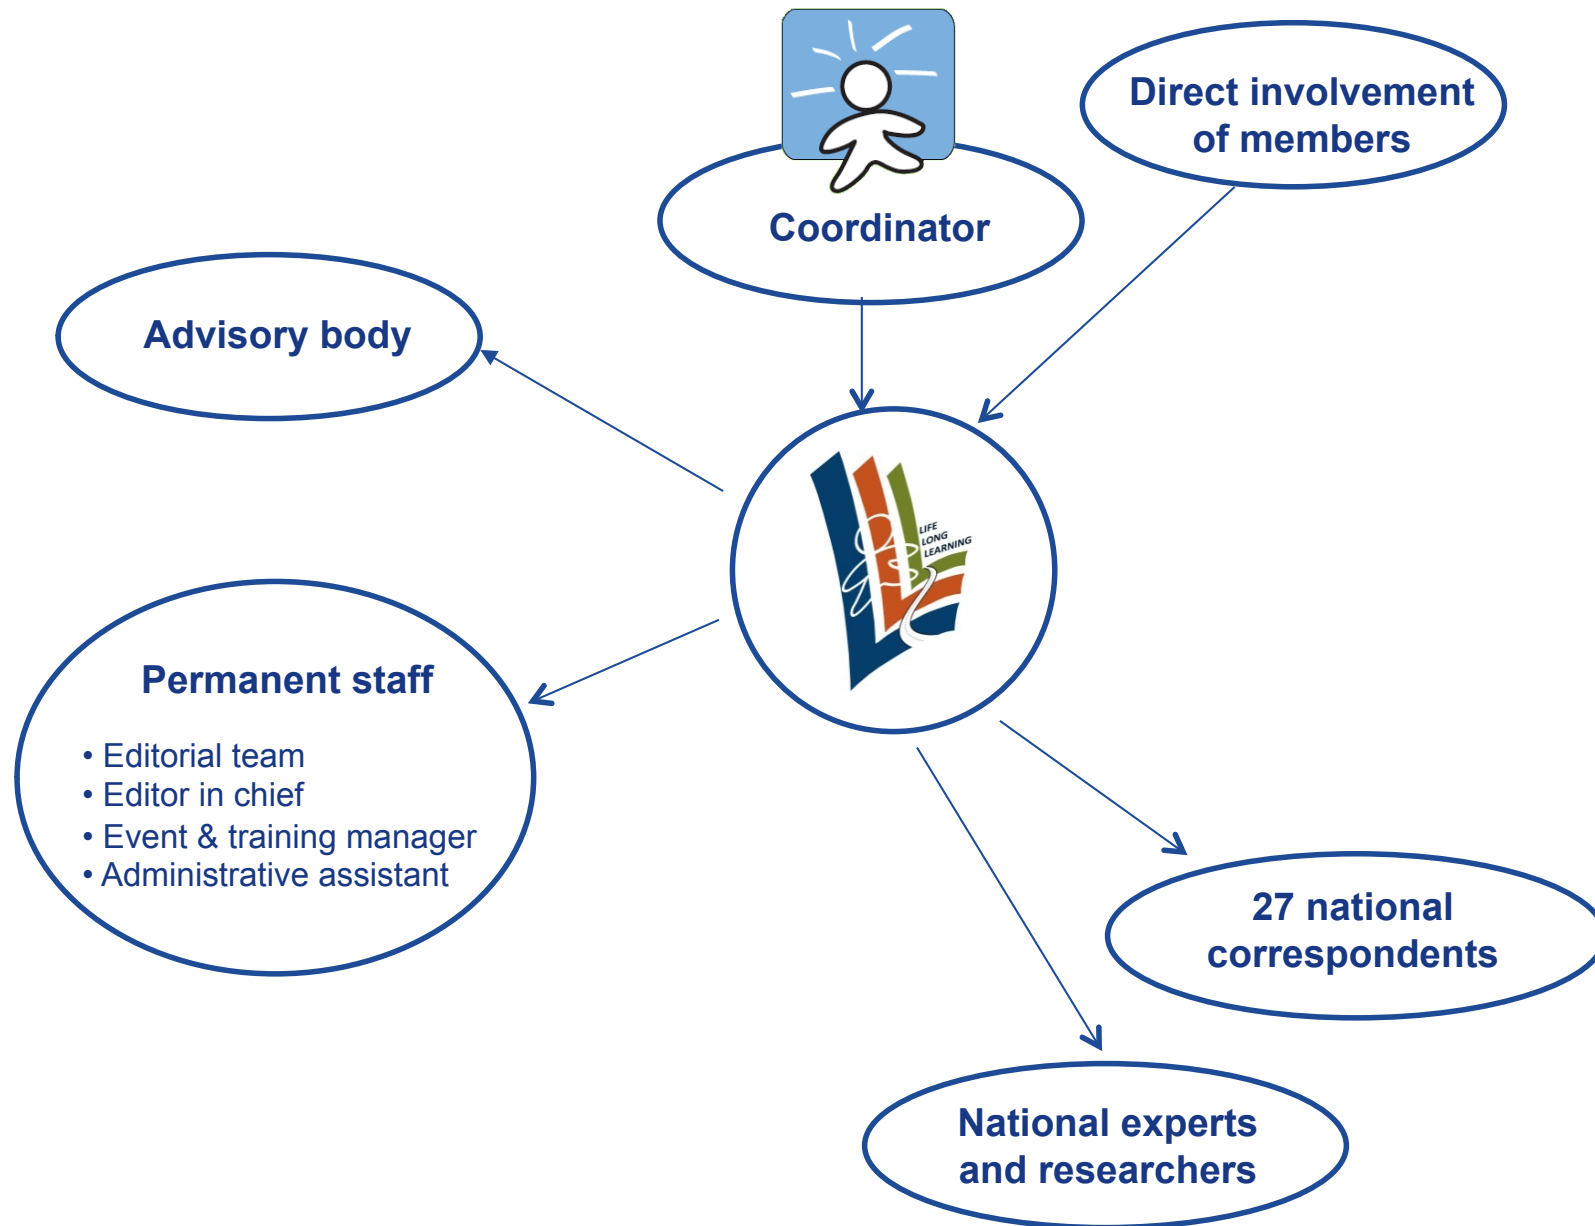 Direct involvement
of members
Coordinator
Advisory body
LIFE
LONG
LEARNING
Permanent staff
• Editorial team
• Editor in chief
• Event & training manager
• Administrative assistant
27 national
correspondents
National experts
and researchers